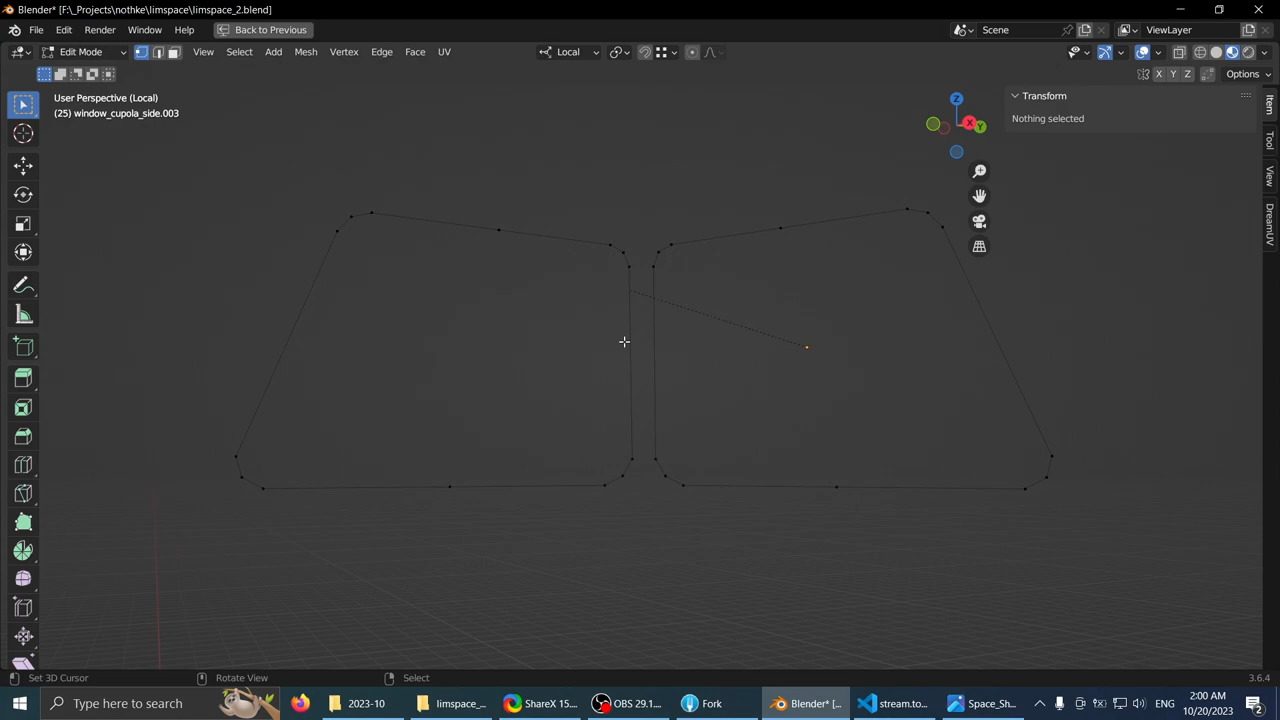 Blender* [F:\_Projects\nothke\limspace\limspace_2.blend]
File Edit Render Window Help Back to Previous Scene ViewLayer
Edit Mode View Select Add Mesh Vertex Edge Face UV Local
X Y Z Options
User Perspective (Local)
(25) window_cupola_side.003
Z X Y
Transform
Nothing selected
Item
Tool
View
DreamUV
Set 3D Cursor Rotate View Select 3.6.4
Type here to search 2023-10 limspace_... ShareX 15.... OBS 29.1.... Fork Blender* [... stream.to... Space_Sh... ENG 2:00 AM
10/20/2023 2